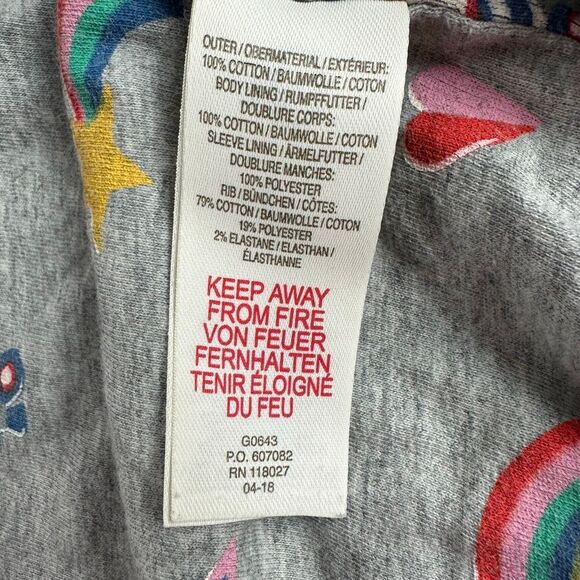 OUTER / OBERMATERIAL / EXTÉRIEUR:
100% COTTON / BAUMWOLLE / COTON
BODY LINING / RUMPFFUTTER /
DOUBLURE CORPS:
100% COTTON / BAUMWOLLE / COTON
SLEEVE LINING / ÄRMELFUTTER /
DOUBLURE MANCHES:
100% POLYESTER
RIB / BÜNDCHEN / CÔTES:
79% COTTON / BAUMWOLLE / COTON
19% POLYESTER
2% ELASTANE / ELASTHAN /
ÉLASTHANNE
KEEP AWAY
FROM FIRE
VON FEUER
FERNHALTEN
TENIR ÉLOIGNÉ
DU FEU
G0643
P.O. 607082
RN 118027
04-18